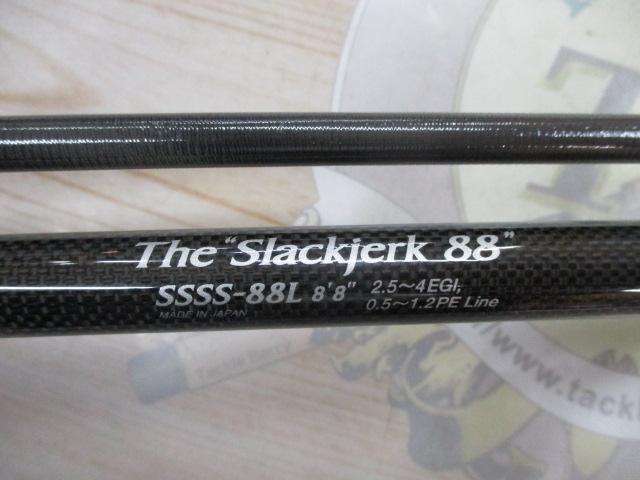 The "Slackjerk 88"
SSSS-88L 8'8" 2.5~4EGI,
0.5~1.2PE Line
MADE IN JAPAN
www.tackl